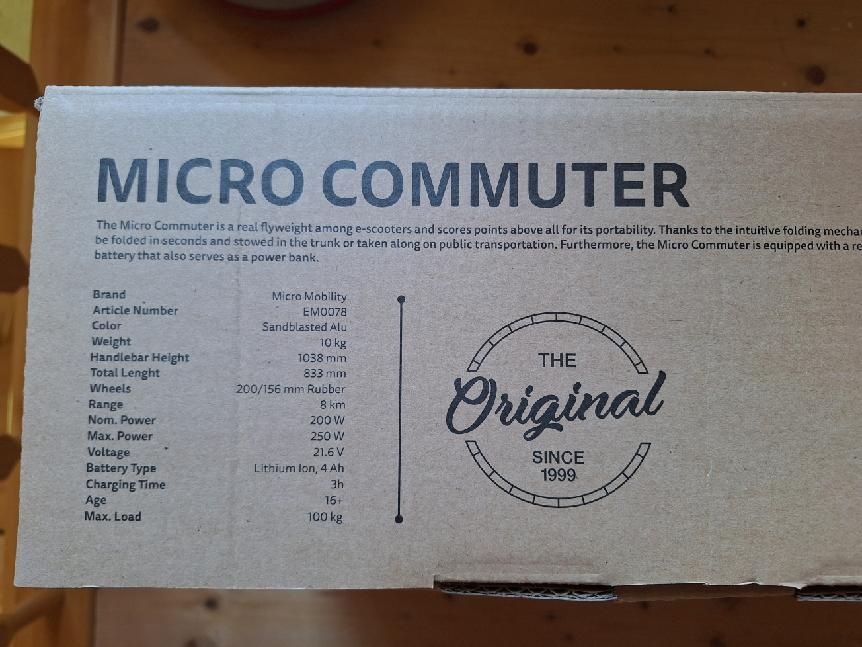 MICRO COMMUTER
The Micro Commuter is a real flyweight among e-scooters and scores points above all for its portability. Thanks to the intuitive folding
be folded in seconds and stowed in the trunk or taken along on public transportation. Furthermore, the Micro Commuter is equipped with a
battery that also serves as a power bank.
Brand Micro Mobility
Article Number EM0078
Color Sandblasted Alu
Weight 10 kg
Handlebar Height 1038 mm
Total Lenght 833 mm
Wheels 200/156 mm Rubber
Range 8 km
Nom. Power 200 W
Max. Power 250 W
Voltage 21.6 V
Battery Type Lithium Ion, 4 Ah
Charging Time 3h
Age 16+
Max. Load 100 kg
THE
Original
SINCE
1999